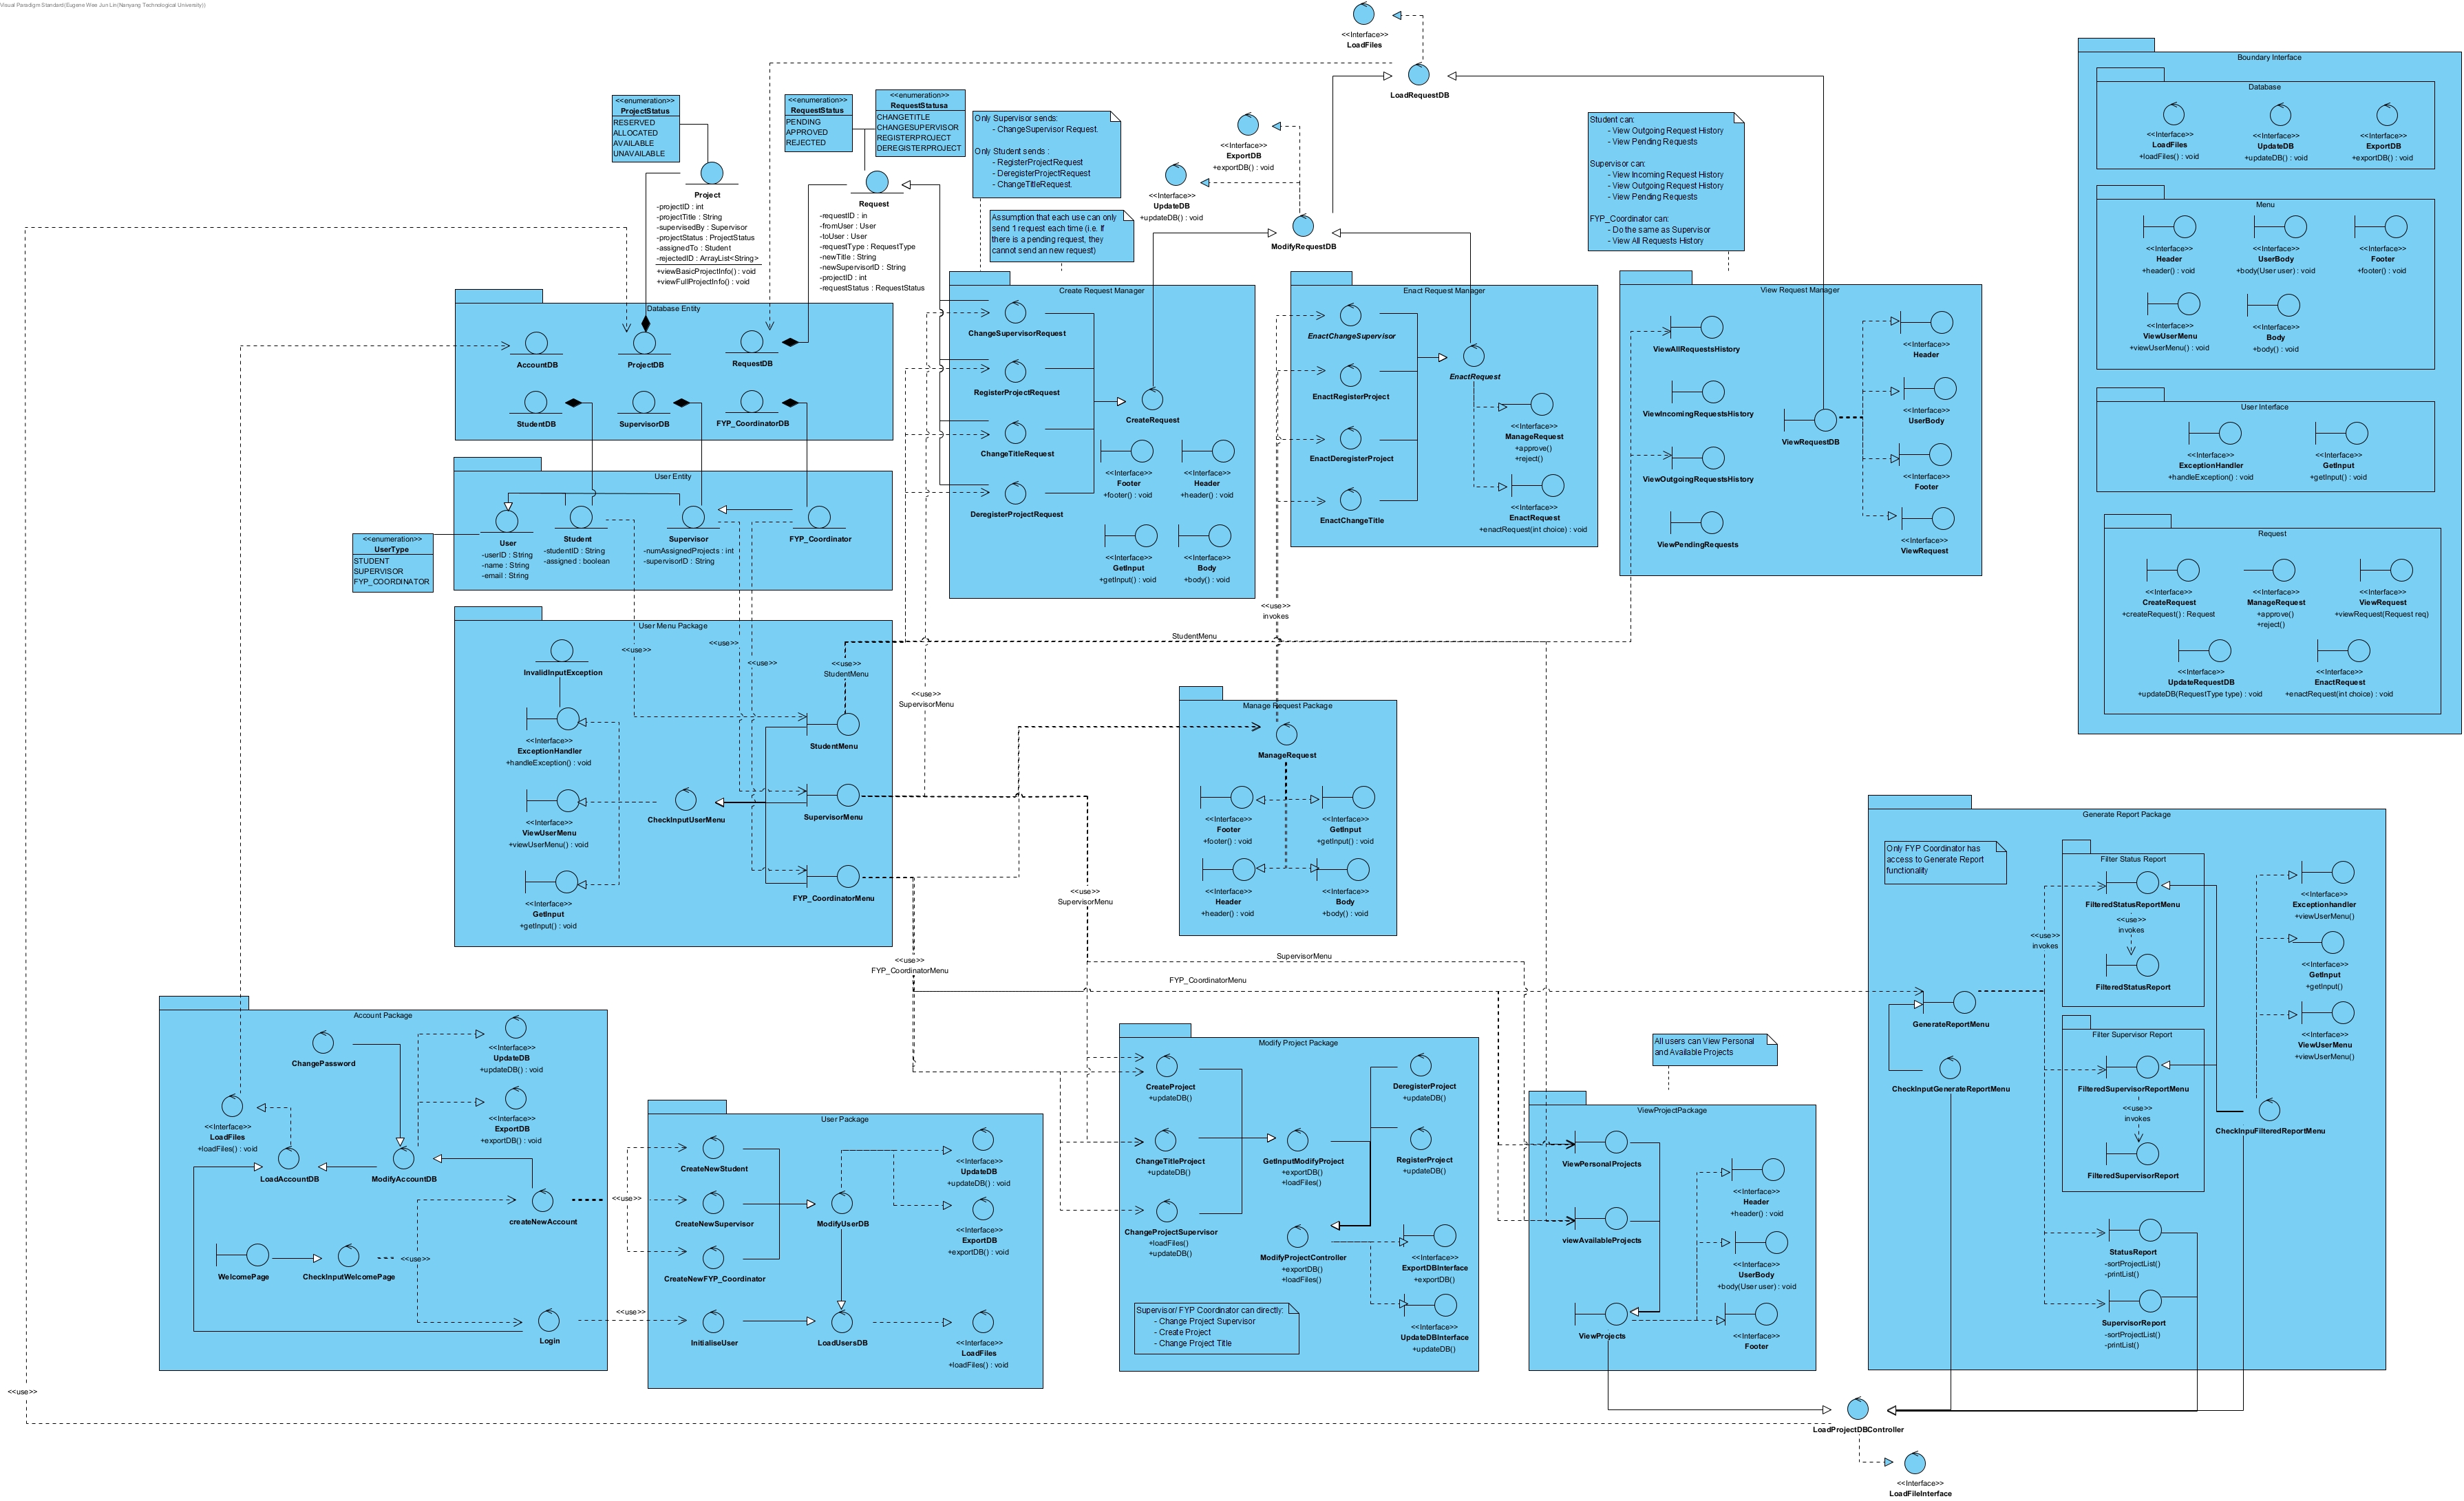 Visual Paradigm Standard(Eugene Wee Jun Lin(Nanyang Technological University))
<<Interface>>
LoadFiles
LoadRequestDB
<<Interface>>
ExportDB
+exportDB() : void
<<Interface>>
UpdateDB
+updateDB() : void
ModifyRequestDB
<<enumeration>>
ProjectStatus
RESERVED
ALLOCATED
AVAILABLE
UNAVAILABLE
<<enumeration>>
RequestStatus
PENDING
APPROVED
REJECTED
<<enumeration>>
RequestStatusa
CHANGETITLE
CHANGESUPERVISOR
REGISTERPROJECT
DEREGISTERPROJECT
Only Supervisor sends:
- ChangeSupervisor Request.
Only Student sends :
- RegisterProjectRequest
- DeregisterProjectRequest
- ChangeTitleRequest.
Assumption that each use can only
send 1 request each time (i.e. If
there is a pending request, they
cannot send an new request)
Student can:
- View Outgoing Request History
- View Pending Requests
Supervisor can:
- View Incoming Request History
- View Outgoing Request History
- View Pending Requests
FYP_Coordinator can:
- Do the same as Supervisor
- View All Requests History
Project
-projectID : int
-projectTitle : String
-supervisedBy : Supervisor
-projectStatus : ProjectStatus
-assignedTo : Student
-rejectedID : ArrayList<String>
+viewBasicProjectInfo() : void
+viewFullProjectInfo() : void
Request
-requestID : in
-fromUser : User
-toUser : User
-requestType : RequestType
-newTitle : String
-newSupervisorID : String
-projectID : int
-requestStatus : RequestStatus
Database Entity
AccountDB
ProjectDB
RequestDB
StudentDB
SupervisorDB
FYP_CoordinatorDB
User Entity
User
-userID : String
-name : String
-email : String
Student
-studentID : String
-assigned : boolean
Supervisor
-numAssignedProjects : int
-supervisorID : String
FYP_Coordinator
<<enumeration>>
UserType
STUDENT
SUPERVISOR
FYP_COORDINATOR
Create Request Manager
ChangeSupervisorRequest
RegisterProjectRequest
ChangeTitleRequest
DeregisterProjectRequest
CreateRequest
<<Interface>>
Footer
+footer() : void
<<Interface>>
Header
+header() : void
<<Interface>>
GetInput
+getInput() : void
<<Interface>>
Body
+body() : void
Enact Request Manager
EnactChangeSupervisor
EnactRegisterProject
EnactDeregisterProject
EnactChangeTitle
EnactRequest
<<Interface>>
ManageRequest
+approve()
+reject()
<<Interface>>
EnactRequest
+enactRequest(int choice) : void
View Request Manager
ViewAllRequestsHistory
ViewIncomingRequestsHistory
ViewOutgoingRequestsHistory
ViewPendingRequests
ViewRequestDB
<<Interface>>
Header
<<Interface>>
UserBody
<<Interface>>
Footer
<<Interface>>
ViewRequest
Boundary Interface
Database
<<Interface>>
LoadFiles
+loadFiles() : void
<<Interface>>
UpdateDB
+updateDB() : void
<<Interface>>
ExportDB
+exportDB() : void
Menu
<<Interface>>
Header
+header() : void
<<Interface>>
UserBody
+body(User user) : void
<<Interface>>
Footer
+footer() : void
<<Interface>>
ViewUserMenu
+viewUserMenu() : void
<<Interface>>
Body
+body() : void
User Interface
<<Interface>>
ExceptionHandler
+handleException() : void
<<Interface>>
GetInput
+getInput() : void
Request
<<Interface>>
CreateRequest
+createRequest() : Request
<<Interface>>
ManageRequest
+approve()
+reject()
<<Interface>>
ViewRequest
+viewRequest(Request req)
<<Interface>>
UpdateRequestDB
+updateDB(RequestType type) : void
<<Interface>>
EnactRequest
+enactRequest(int choice) : void
User Menu Package
InvalidInputException
<<Interface>>
ExceptionHandler
+handleException() : void
<<Interface>>
ViewUserMenu
+viewUserMenu() : void
<<Interface>>
GetInput
+getInput() : void
CheckInputUserMenu
StudentMenu
SupervisorMenu
FYP_CoordinatorMenu
<<use>>
<<use>>
<<use>>
<<use>>
StudentMenu
<<use>>
SupervisorMenu
StudentMenu
<<use>>
invokes
Manage Request Package
ManageRequest
<<Interface>>
Footer
+footer() : void
<<Interface>>
GetInput
+getInput() : void
<<Interface>>
Header
+header() : void
<<Interface>>
Body
+body() : void
<<use>>
SupervisorMenu
<<use>>
FYP_CoordinatorMenu
SupervisorMenu
FYP_CoordinatorMenu
Generate Report Package
Only FYP Coordinator has
access to Generate Report
functionality
Filter Status Report
FilteredStatusReportMenu
<<use>>
invokes
FilteredStatusReport
<<use>>
invokes
Filter Supervisor Report
FilteredSupervisorReportMenu
<<use>>
invokes
FilteredSupervisorReport
<<Interface>>
Exceptionhandler
+viewUserMenu()
<<Interface>>
GetInput
+getInput()
<<Interface>>
ViewUserMenu
+viewUserMenu()
GenerateReportMenu
CheckInputGenerateReportMenu
CheckInpuFilteredReportMenu
StatusReport
-sortProjectList()
-printList()
SupervisorReport
-sortProjectList()
-printList()
Account Package
ChangePassword
<<Interface>>
UpdateDB
+updateDB() : void
<<Interface>>
ExportDB
+exportDB() : void
<<Interface>>
LoadFiles
+loadFiles() : void
LoadAccountDB
ModifyAccountDB
createNewAccount
WelcomePage
CheckInputWelcomePage
<<use>>
Login
<<use>>
<<use>>
User Package
CreateNewStudent
CreateNewSupervisor
CreateNewFYP_Coordinator
InitialiseUser
ModifyUserDB
LoadUsersDB
<<Interface>>
UpdateDB
+updateDB() : void
<<Interface>>
ExportDB
+exportDB() : void
<<Interface>>
LoadFiles
+loadFiles() : void
Modify Project Package
CreateProject
+updateDB()
ChangeTitleProject
+updateDB()
ChangeProjectSupervisor
+loadFiles()
+updateDB()
GetInputModifyProject
+exportDB()
+loadFiles()
DeregisterProject
+updateDB()
RegisterProject
+updateDB()
ModifyProjectController
+exportDB()
+loadFiles()
<<Interface>>
ExportDBInterface
+exportDB()
<<Interface>>
UpdateDBInterface
+updateDB()
Supervisor/ FYP Coordinator can directly:
- Change Project Supervisor
- Create Project
- Change Project Title
All users can View Personal
and Available Projects
ViewProjectPackage
ViewPersonalProjects
viewAvailableProjects
ViewProjects
<<Interface>>
Header
+header() : void
<<Interface>>
UserBody
+body(User user) : void
<<Interface>>
Footer
<<use>>
LoadProjectDBController
<<Interface>>
LoadFileInterface